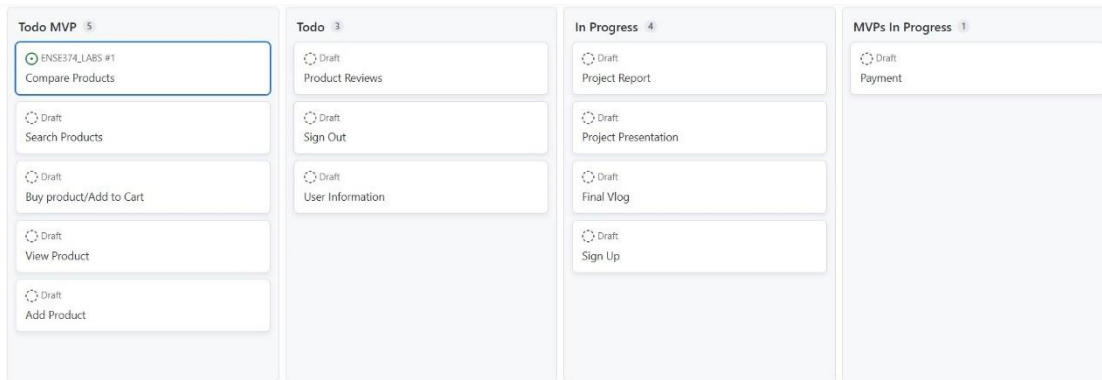 Todo MVP 5
ENSE374_LABS #1
Compare Products
Draft
Search Products
Draft
Buy product/Add to Cart
Draft
View Product
Draft
Add Product
Todo 3
Draft
Product Reviews
Draft
Sign Out
Draft
User Information
In Progress 4
Draft
Project Report
Draft
Project Presentation
Draft
Final Vlog
Draft
Sign Up
MVPs In Progress 1
Draft
Payment